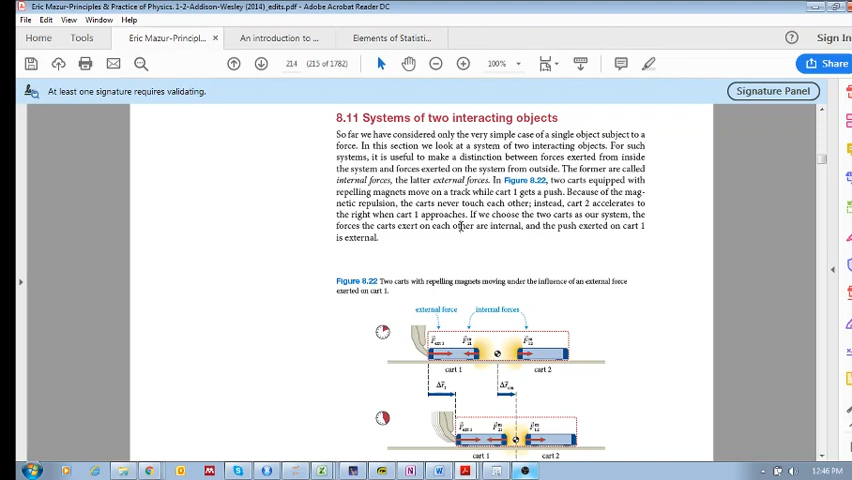 Eric Mazur-Principles & Practice of Physics. 1-2-Addison-Wesley (2014)_edits.pdf - Adobe Acrobat Reader DC
File Edit View Window Help
Home Tools Eric Mazur-Princip... × An introduction to ... Elements of Statisti... Sign In
214 (215 of 1782) 100% Share
At least one signature requires validating. Signature Panel
8.11 Systems of two interacting objects
So far we have considered only the very simple case of a single object subject to a
force. In this section we look at a system of two interacting objects. For such
systems, it is useful to make a distinction between forces exerted from inside
the system and forces exerted on the system from outside. The former are called
internal forces, the latter external forces. In Figure 8.22, two carts equipped with
repelling magnets move on a track while cart 1 gets a push. Because of the mag-
netic repulsion, the carts never touch each other; instead, cart 2 accelerates to
the right when cart 1 approaches. If we choose the two carts as our system, the
forces the carts exert on each other are internal, and the push exerted on cart 1
is external.
Figure 8.22 Two carts with repelling magnets moving under the influence of an external force
exerted on cart 1.
external force internal forces
cart 1 cart 2
cart 1 cart 2
12:46 PM